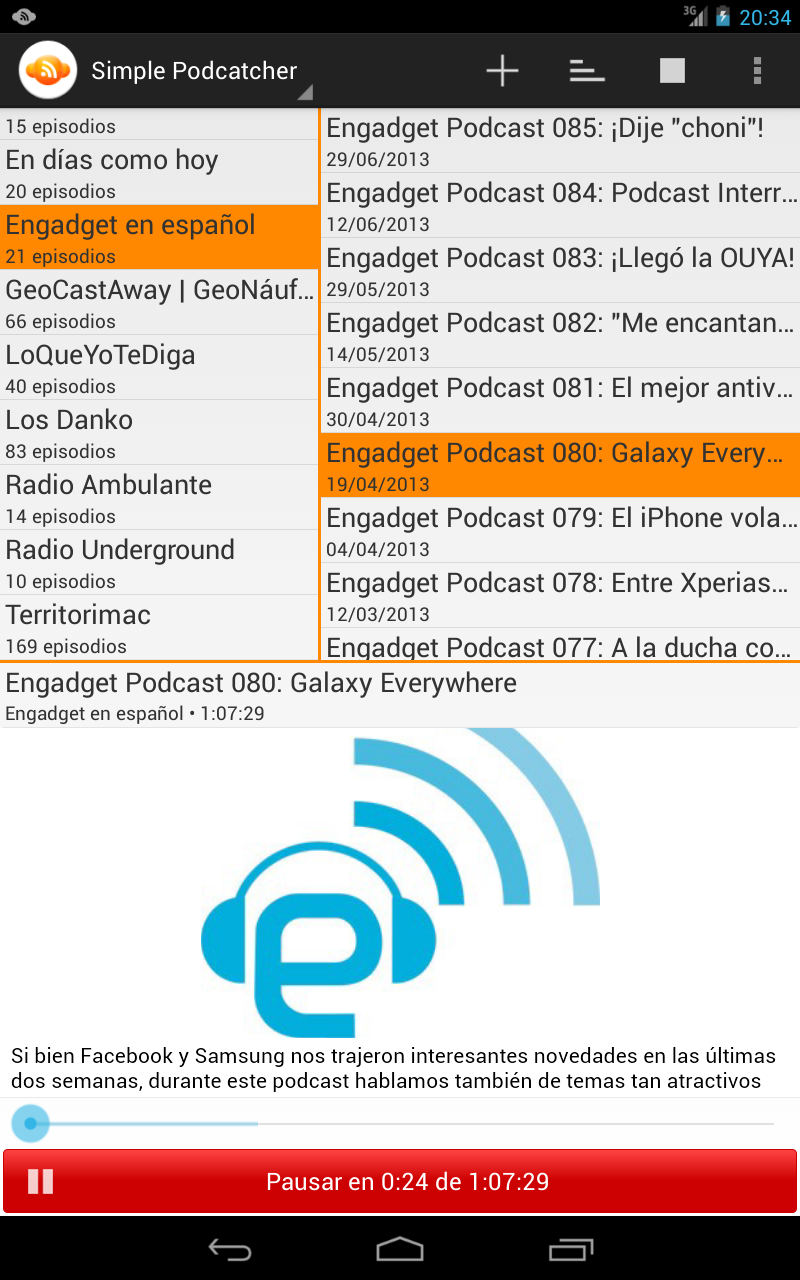 3G
20:34
Simple Podcatcher
15 episodios
En días como hoy
20 episodios
Engadget en español
21 episodios
GeoCastAway | GeoNáuf...
66 episodios
LoQueYoTeDiga
40 episodios
Los Danko
83 episodios
Radio Ambulante
14 episodios
Radio Underground
10 episodios
Territorimac
169 episodios
Engadget Podcast 085: ¡Dije "choni"!
29/06/2013
Engadget Podcast 084: Podcast Interr...
12/06/2013
Engadget Podcast 083: ¡Llegó la OUYA!
29/05/2013
Engadget Podcast 082: "Me encantan...
14/05/2013
Engadget Podcast 081: El mejor antiv...
30/04/2013
Engadget Podcast 080: Galaxy Every...
19/04/2013
Engadget Podcast 079: El iPhone vola...
04/04/2013
Engadget Podcast 078: Entre Xperias...
12/03/2013
Engadget Podcast 077: A la ducha co...
Engadget Podcast 080: Galaxy Everywhere
Engadget en español • 1:07:29
e
Si bien Facebook y Samsung nos trajeron interesantes novedades en las últimas
dos semanas, durante este podcast hablamos también de temas tan atractivos
Pausar en 0:24 de 1:07:29